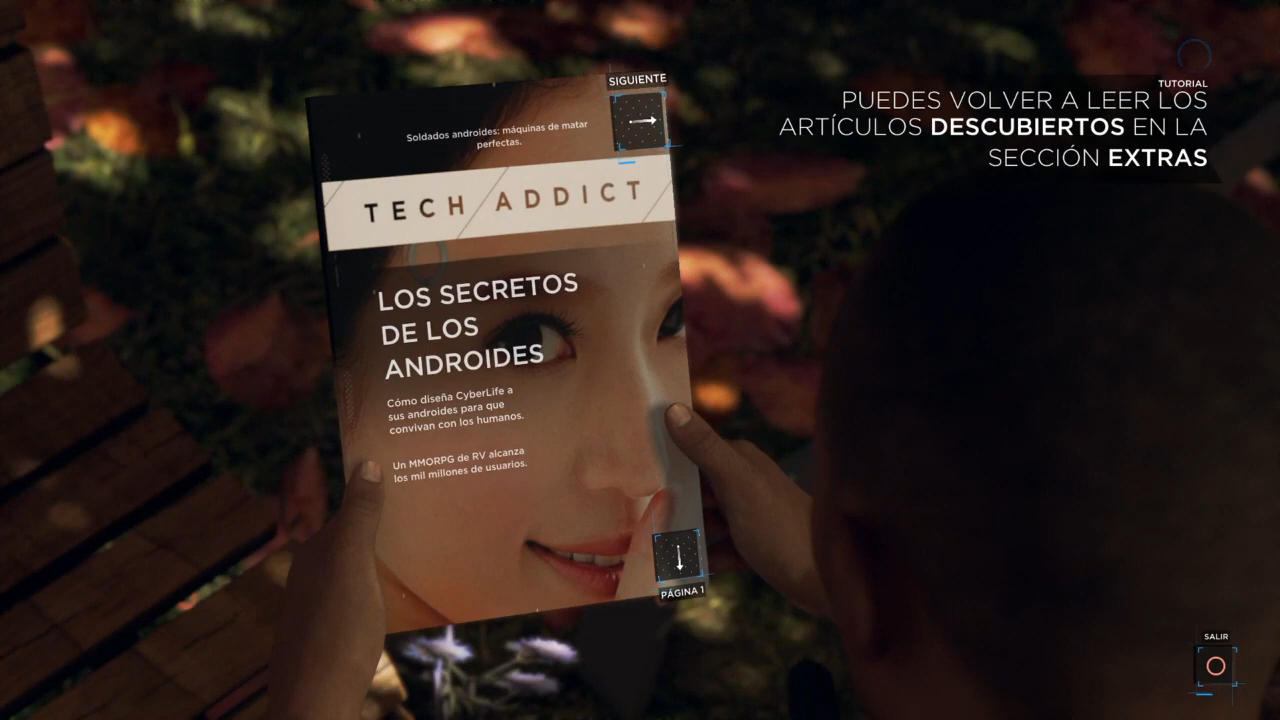 SIGUIENTE
Soldados androides: máquinas de matar
perfectas.
TECH ADDICT
LOS SECRETOS
DE LOS
ANDROIDES
Cómo diseña CyberLife a
sus androides para que
convivan con los humanos.
Un MMORPG de RV alcanza
los mil millones de usuarios.
PÁGINA 1
TUTORIAL
PUEDES VOLVER A LEER LOS
ARTÍCULOS DESCUBIERTOS EN LA
SECCIÓN EXTRAS
SALIR